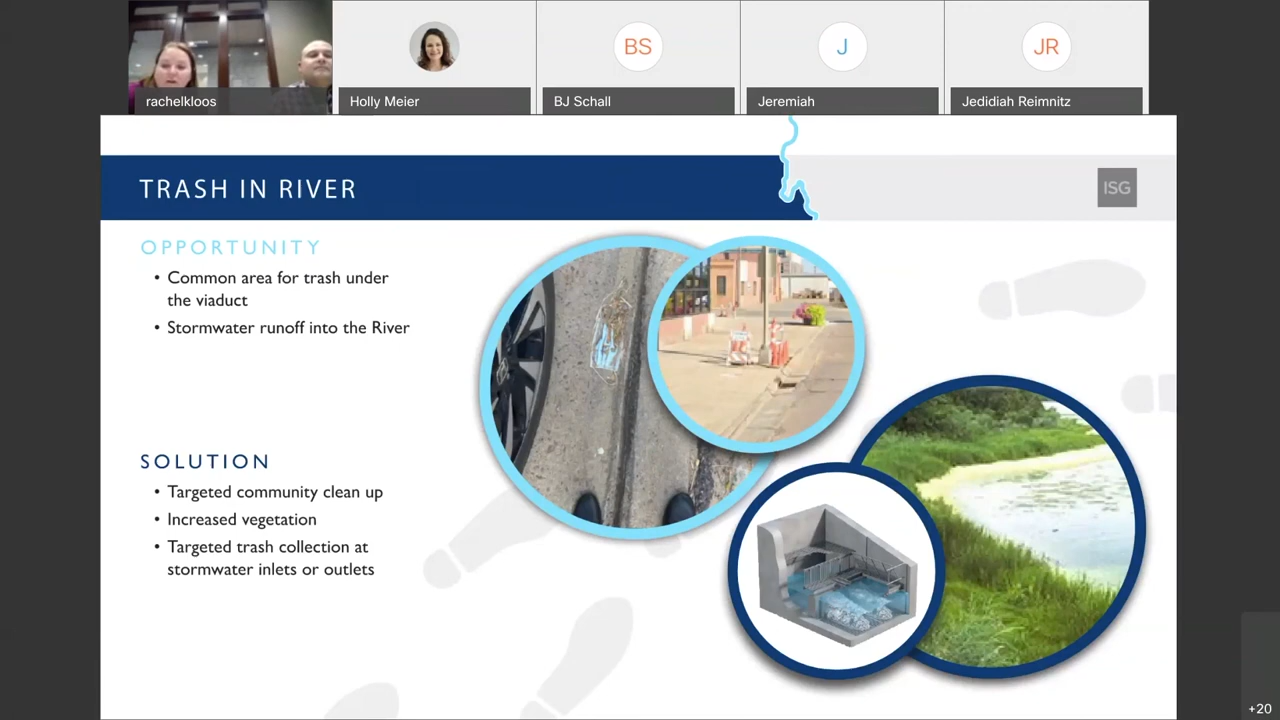 BS
J
JR
rachelkloos
Holly Meier
BJ Schall
Jeremiah
Jedidiah Reimnitz
TRASH IN RIVER
ISG
OPPORTUNITY
• Common area for trash under
the viaduct
• Stormwater runoff into the River
SOLUTION
• Targeted community clean up
• Increased vegetation
• Targeted trash collection at
stormwater inlets or outlets
+20